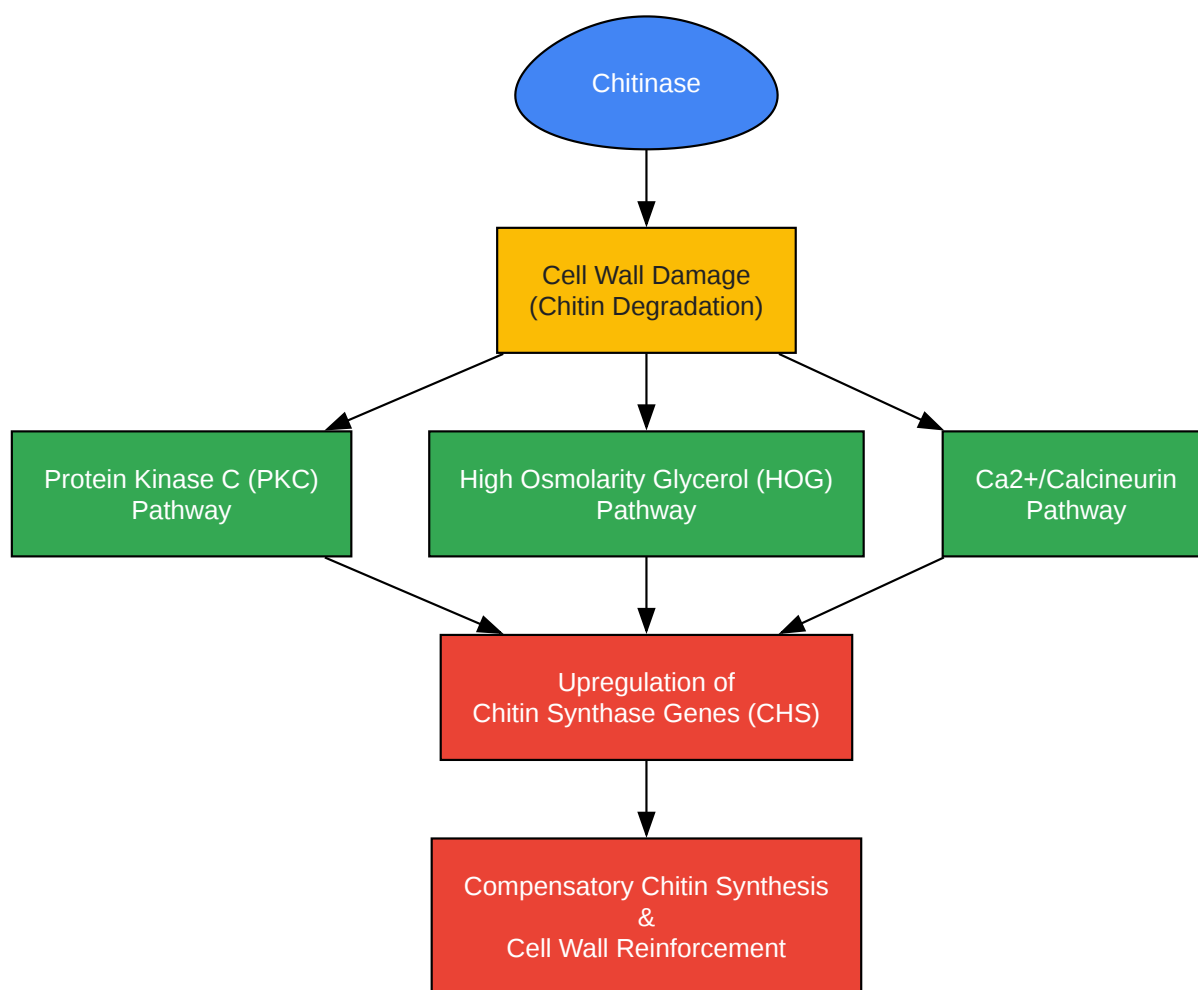 Chitinase
Cell Wall Damage
(Chitin Degradation)
Protein Kinase C (PKC)
Pathway
High Osmolarity Glycerol (HOG)
Pathway
Ca2+/Calcineurin
Pathway
Upregulation of
Chitin Synthase Genes (CHS)
Compensatory Chitin Synthesis
&
Cell Wall Reinforcement